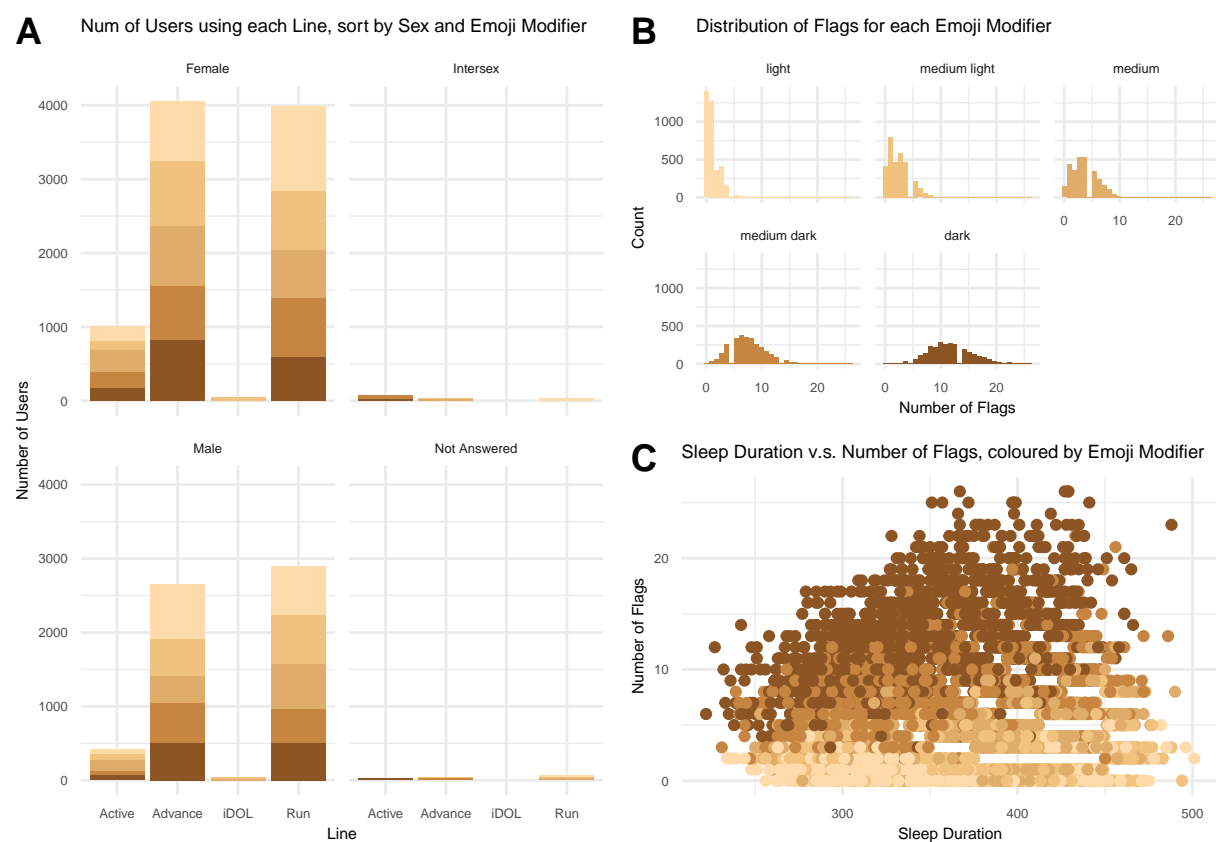 A
Num of Users using each Line, sort by Sex and Emoji Modifier
Female
Intersex
4000
3000
2000
1000
0
Male
Not Answered
4000
3000
2000
1000
0
Number of Users
Active
Advance
iDOL
Run
Active
Advance
iDOL
Run
Line
B
Distribution of Flags for each Emoji Modifier
light
medium light
medium
1000
500
0
0
10
20
medium dark
dark
1000
500
0
Count
0
10
20
0
10
20
Number of Flags
C
Sleep Duration v.s. Number of Flags, coloured by Emoji Modifier
20
10
0
Number of Flags
300
400
500
Sleep Duration